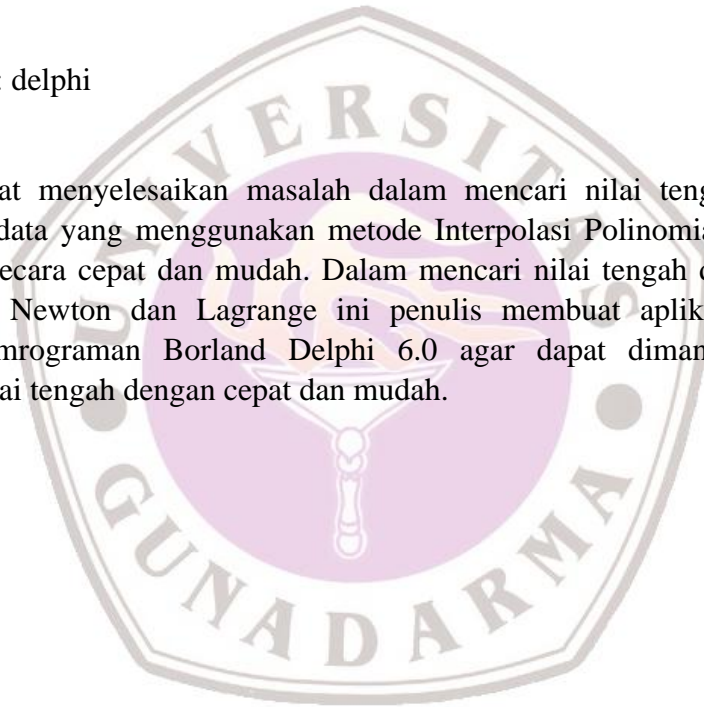 : delphi
at menyelesaikan masalah dalam mencari nilai teng
data yang menggunakan metode Interpolasi Polinomia
ecara cepat dan mudah. Dalam mencari nilai tengah d
Newton dan Lagrange ini penulis membuat aplik
mrograman Borland Delphi 6.0 agar dapat diman
ai tengah dengan cepat dan mudah.
UNIVERSITAS
GUNADARMA